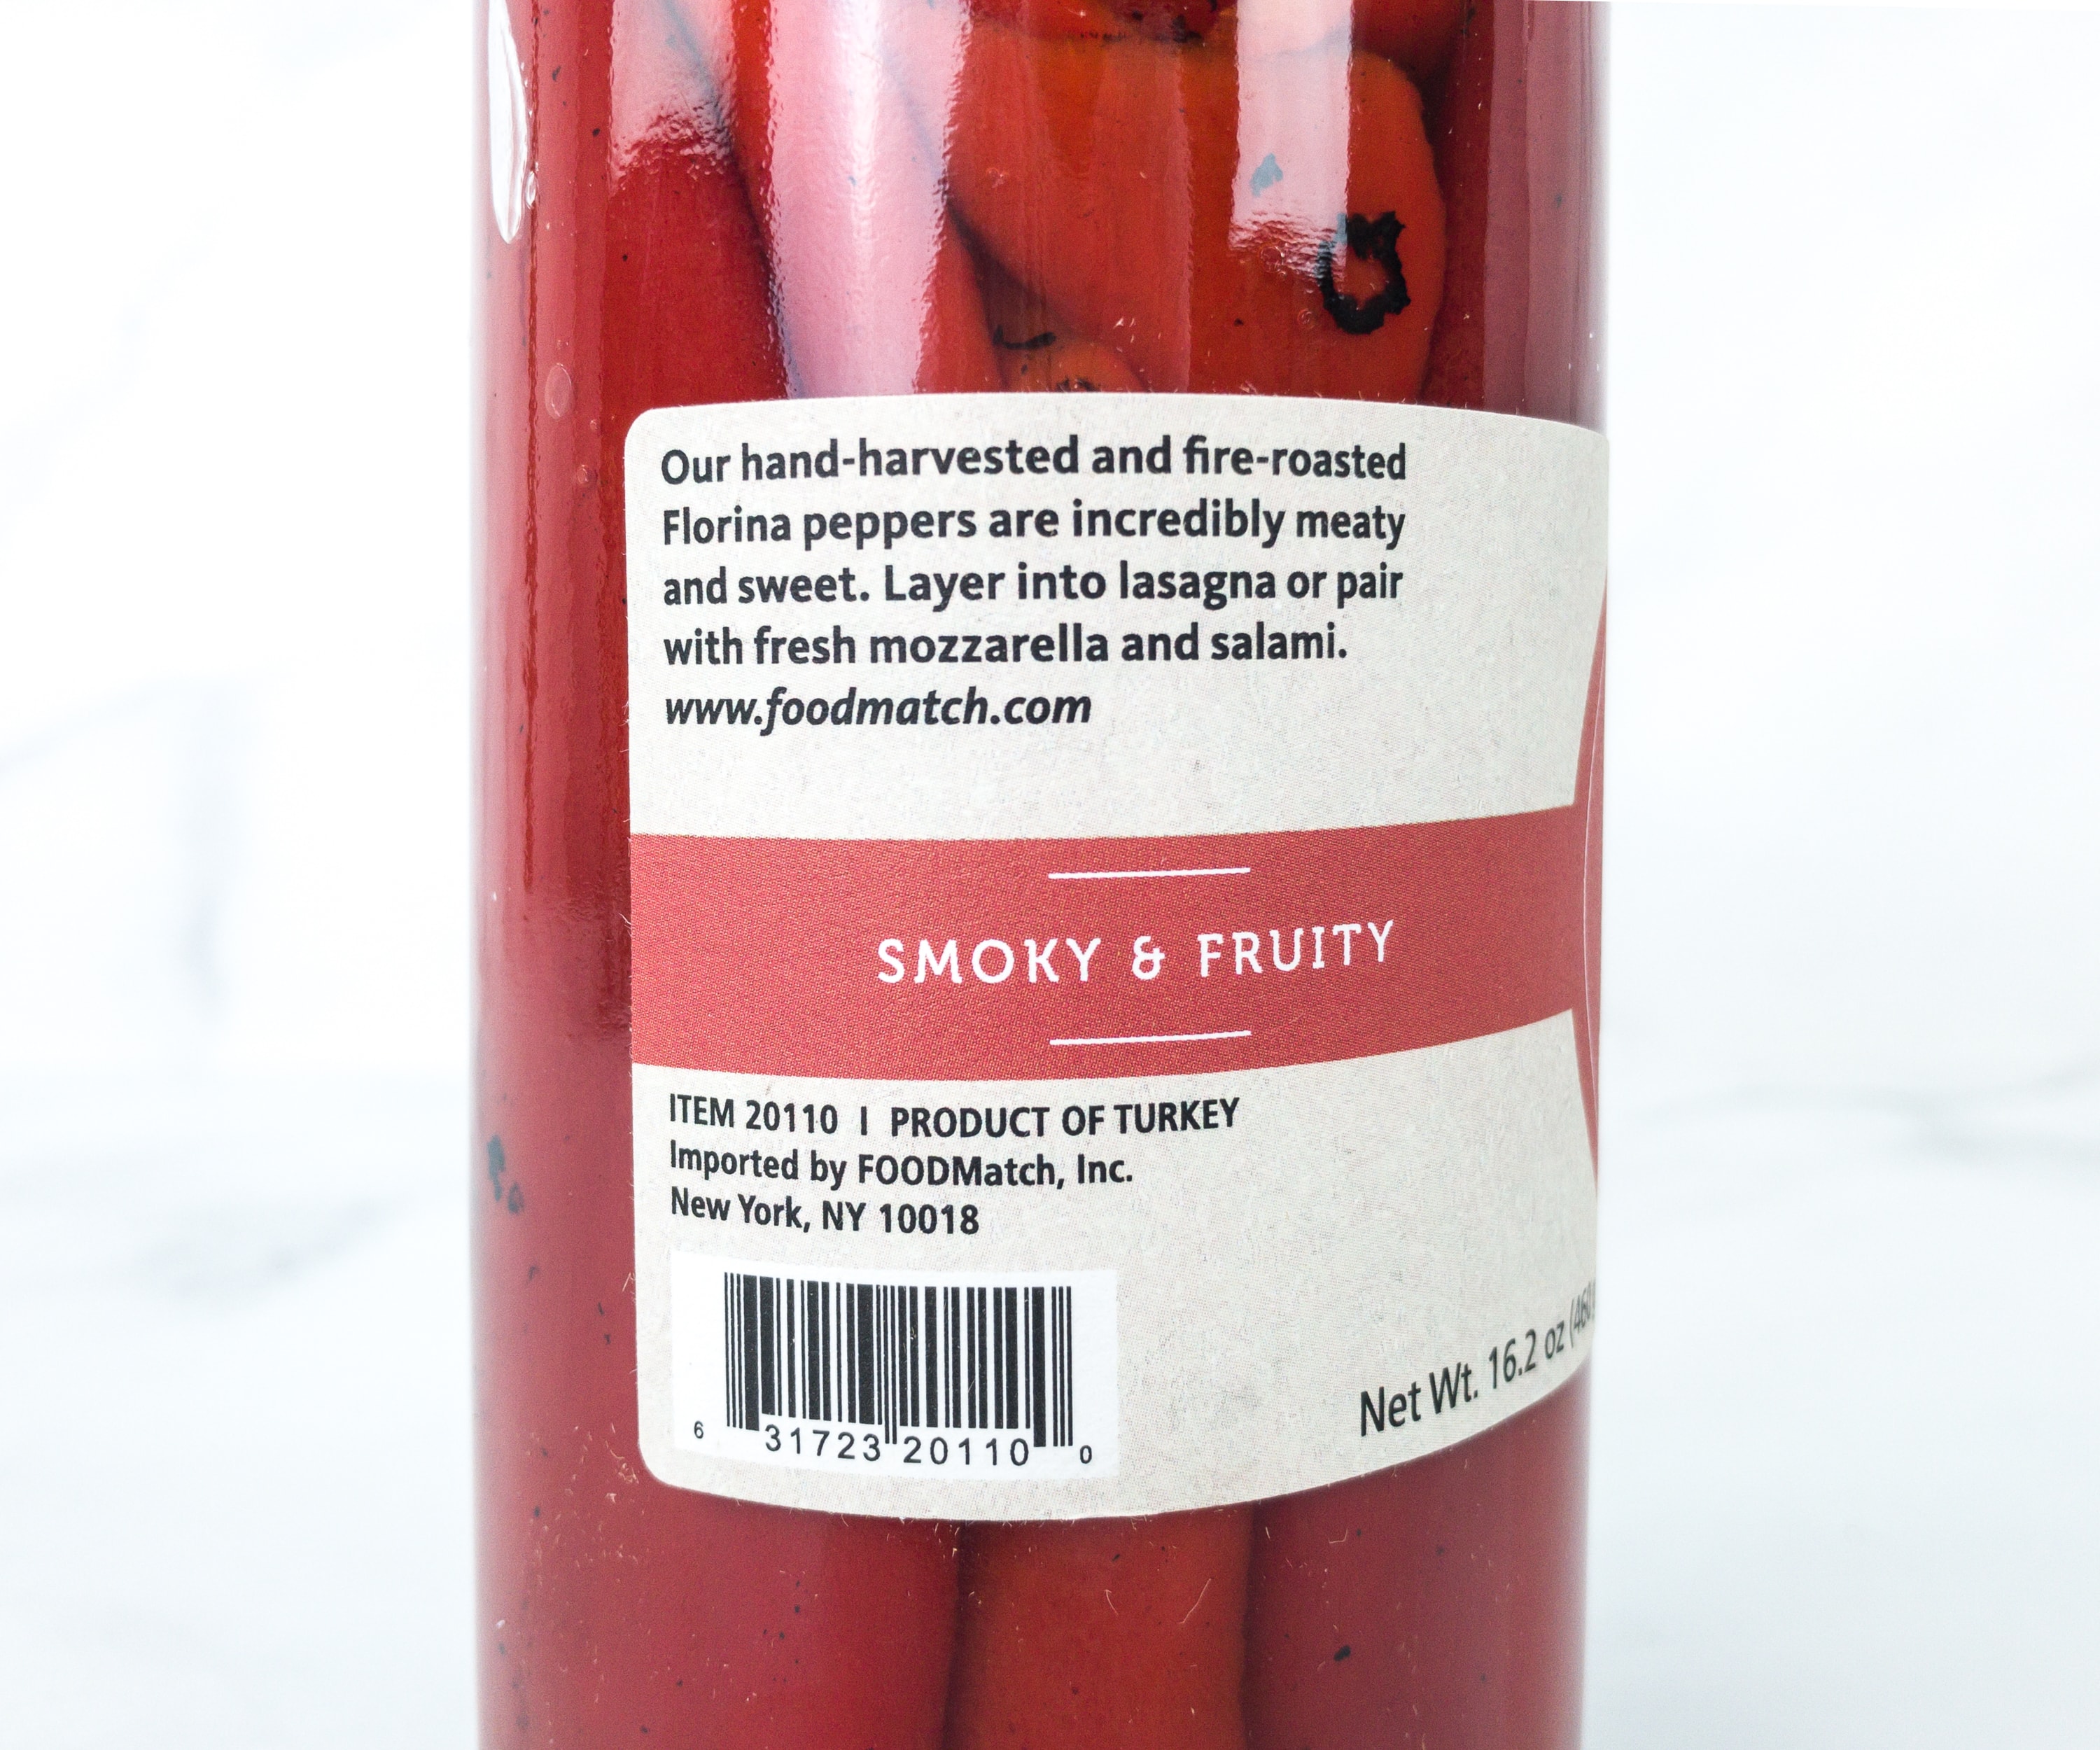 Our hand-harvested and fire-roasted
Florina peppers are incredibly meaty
and sweet. Layer into lasagna or pair
with fresh mozzarella and salami.
www.foodmatch.com
SMOKY & FRUITY
ITEM 20110 | PRODUCT OF TURKEY
Imported by FOODMatch, Inc.
New York, NY 10018
6 31723 20110 0
Net Wt. 16.2 oz